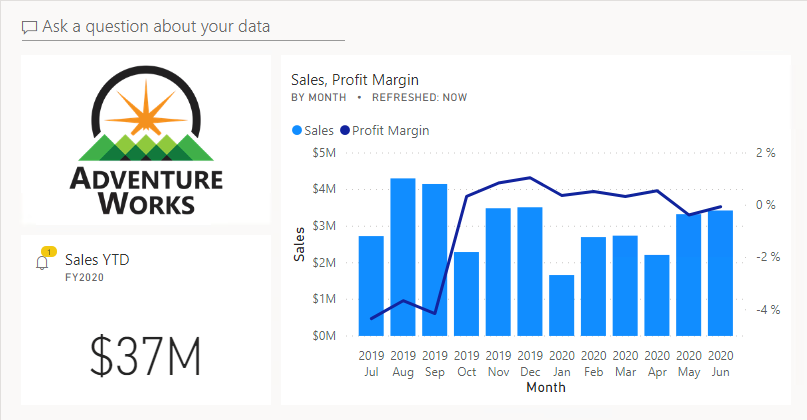 Ask a question about your data
ADVENTURE
WORKS
1
Sales YTD
FY2020
$37M
Sales, Profit Margin
BY MONTH • REFRESHED: NOW
Sales Profit Margin
$5M
$4M
$3M
$2M
$1M
$0M
Sales
2 %
0 %
-2 %
-4 %
2019 2019 2019 2019 2019 2019 2020 2020 2020 2020 2020 2020
Jul Aug Sep Oct Nov Dec Jan Feb Mar Apr May Jun
Month